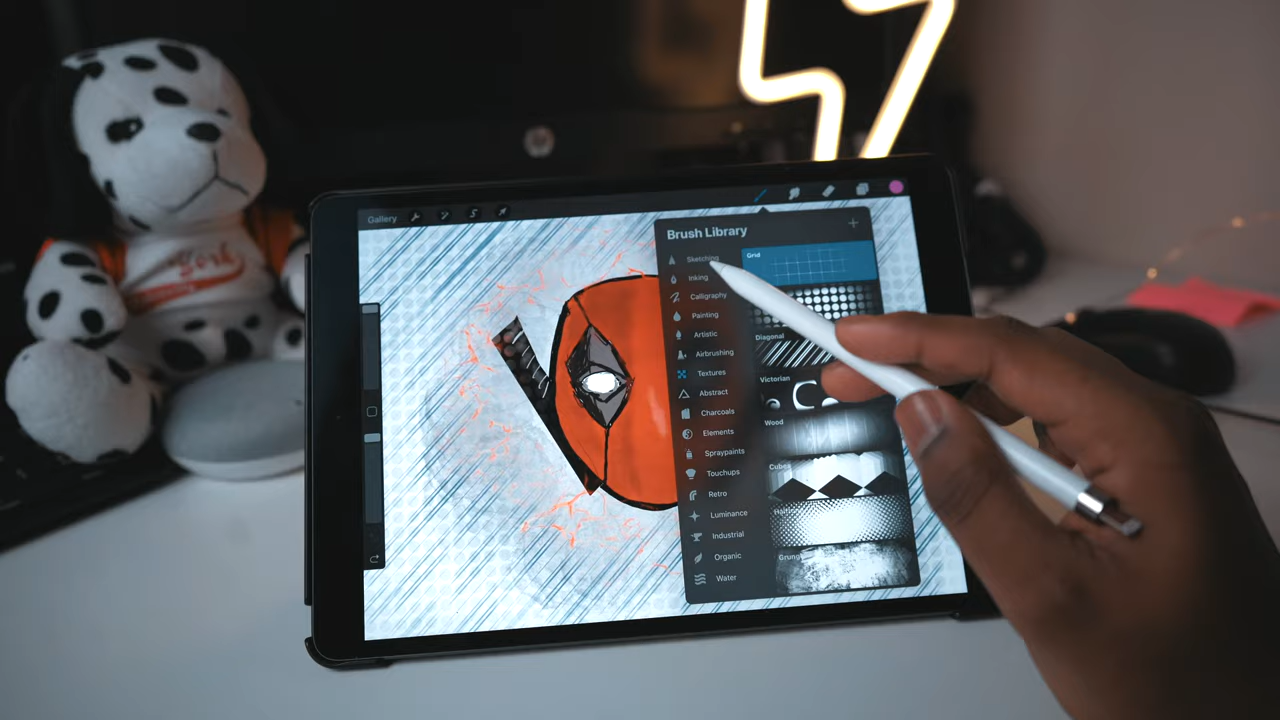 Gallery
Brush Library
Sketching
Inking
Calligraphy
Painting
Artistic
Airbrushing
Textures
Abstract
Charcoals
Elements
Spraypaints
Touchups
Retro
Luminance
Industrial
Organic
Water
Grid
Diagonal
Victorian
Wood
Cubes
York